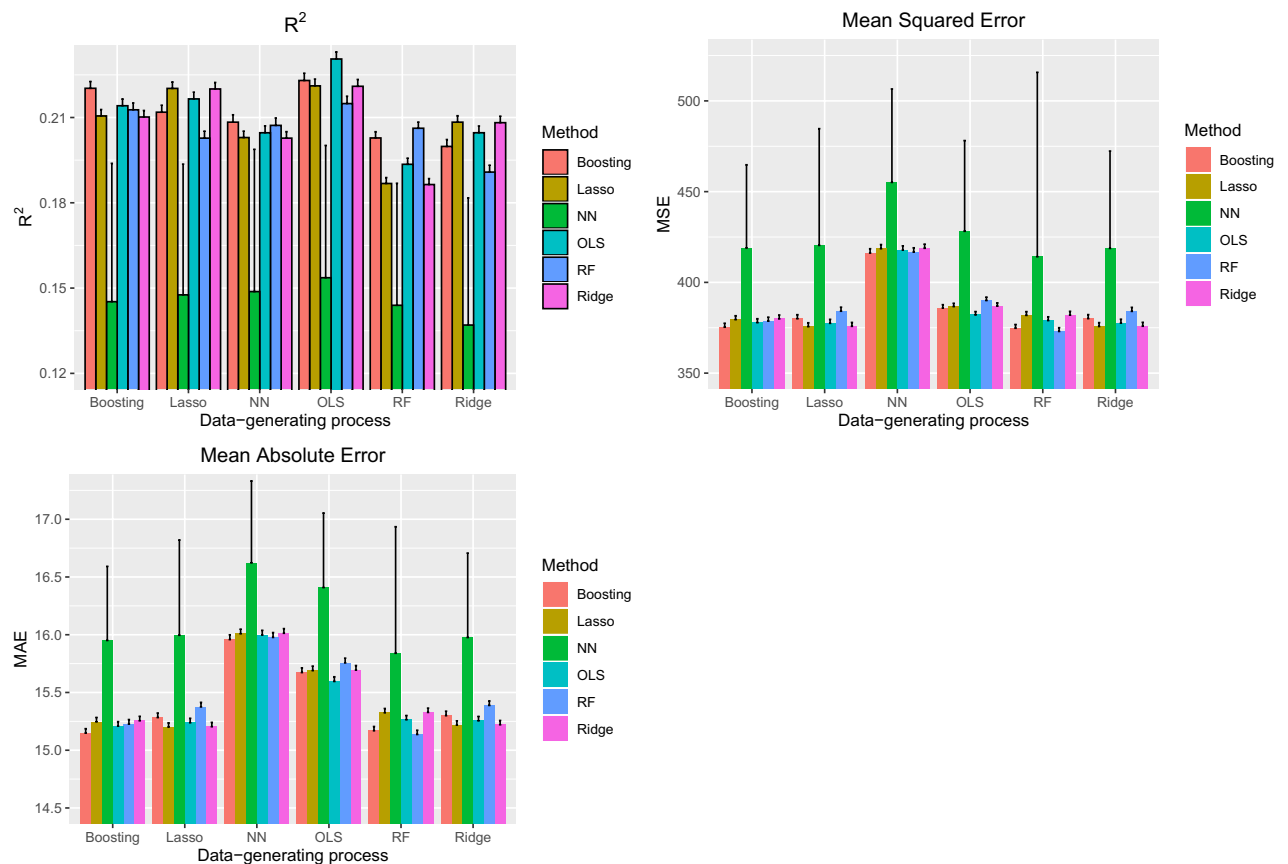 R²
R²
0.21
0.18
0.15
0.12
Boosting Lasso NN OLS RF Ridge
Data−generating process
Method
Boosting
Lasso
NN
OLS
RF
Ridge
Mean Squared Error
MSE
500
450
400
350
Boosting Lasso NN OLS RF Ridge
Data−generating process
Method
Boosting
Lasso
NN
OLS
RF
Ridge
Mean Absolute Error
MAE
17.0
16.5
16.0
15.5
15.0
14.5
Boosting Lasso NN OLS RF Ridge
Data−generating process
Method
Boosting
Lasso
NN
OLS
RF
Ridge